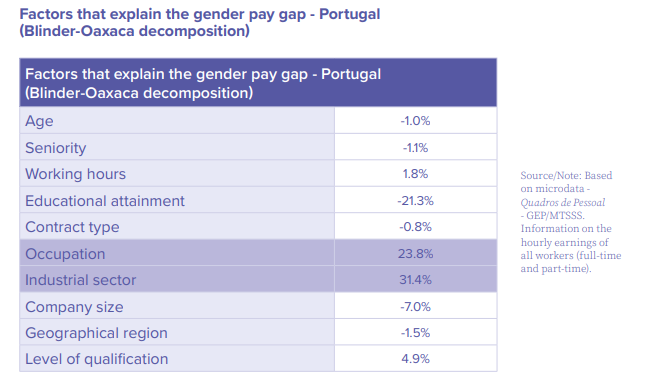 Factors that explain the gender pay gap - Portugal
(Blinder-Oaxaca decomposition)
Factors that explain the gender pay gap - Portugal
(Blinder-Oaxaca decomposition)
Age -1.0%
Seniority -1.1%
Working hours 1.8%
Educational attainment -21.3%
Contract type -0.8%
Occupation 23.8%
Industrial sector 31.4%
Company size -7.0%
Geographical region -1.5%
Level of qualification 4.9%
Source/Note: Based
on microdata -
Quadros de Pessoal
- GEP/MTSSS.
Information on the
hourly earnings of
all workers (full-time
and part-time).